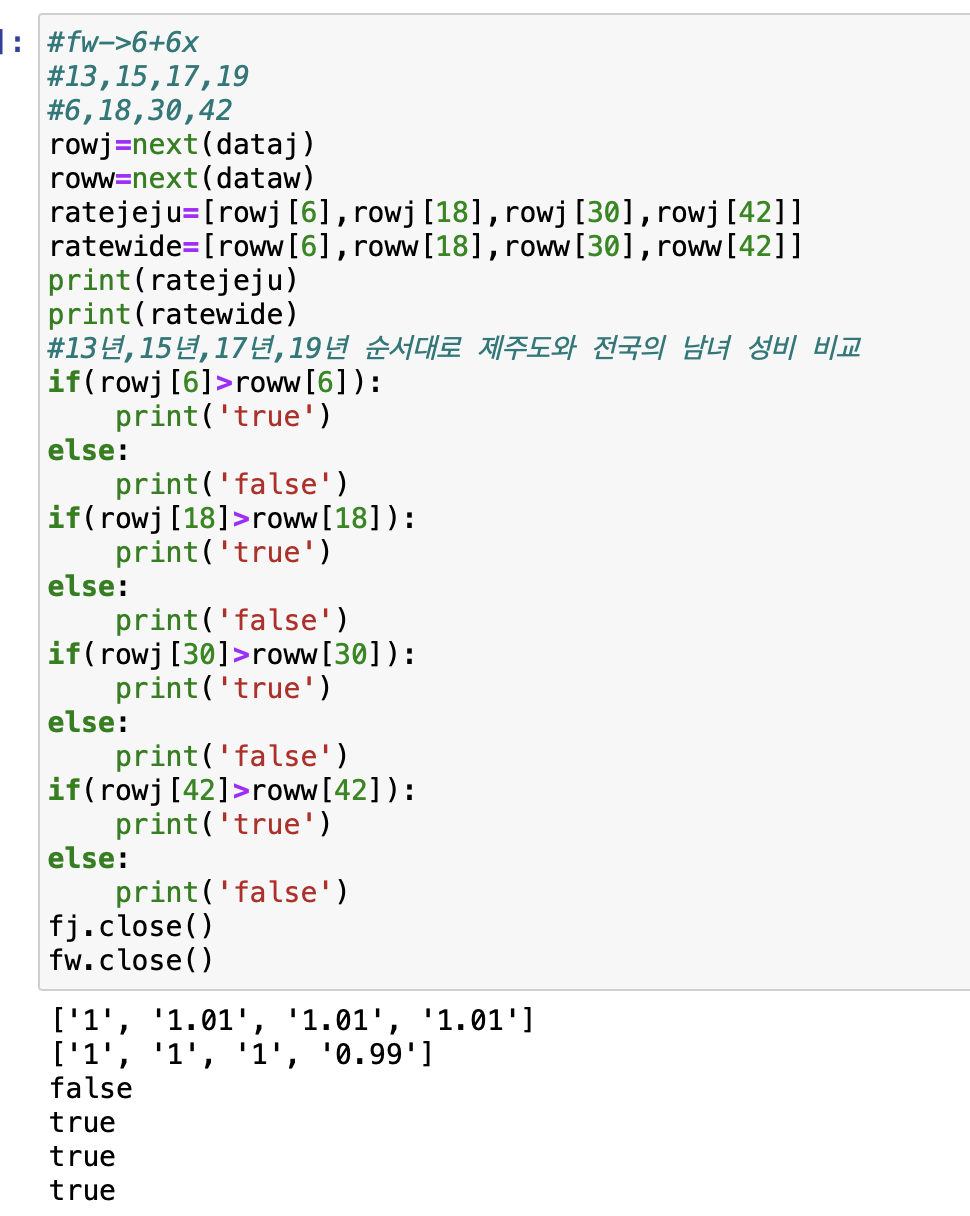 ]:
#fw->6+6x
#13,15,17,19
#6,18,30,42
rowj=next(dataj)
roww=next(dataw)
ratejeju=[rowj[6],rowj[18],rowj[30],rowj[42]]
ratewide=[roww[6],roww[18],roww[30],roww[42]]
print(ratejeju)
print(ratewide)
#13년,15년,17년,19년 순서대로 제주도와 전국의 남녀 성비 비교
if(rowj[6]>roww[6]):
    print('true')
else:
    print('false')
if(rowj[18]>roww[18]):
    print('true')
else:
    print('false')
if(rowj[30]>roww[30]):
    print('true')
else:
    print('false')
if(rowj[42]>roww[42]):
    print('true')
else:
    print('false')
fj.close()
fw.close()
['1', '1.01', '1.01', '1.01']
['1', '1', '1', '0.99']
false
true
true
true